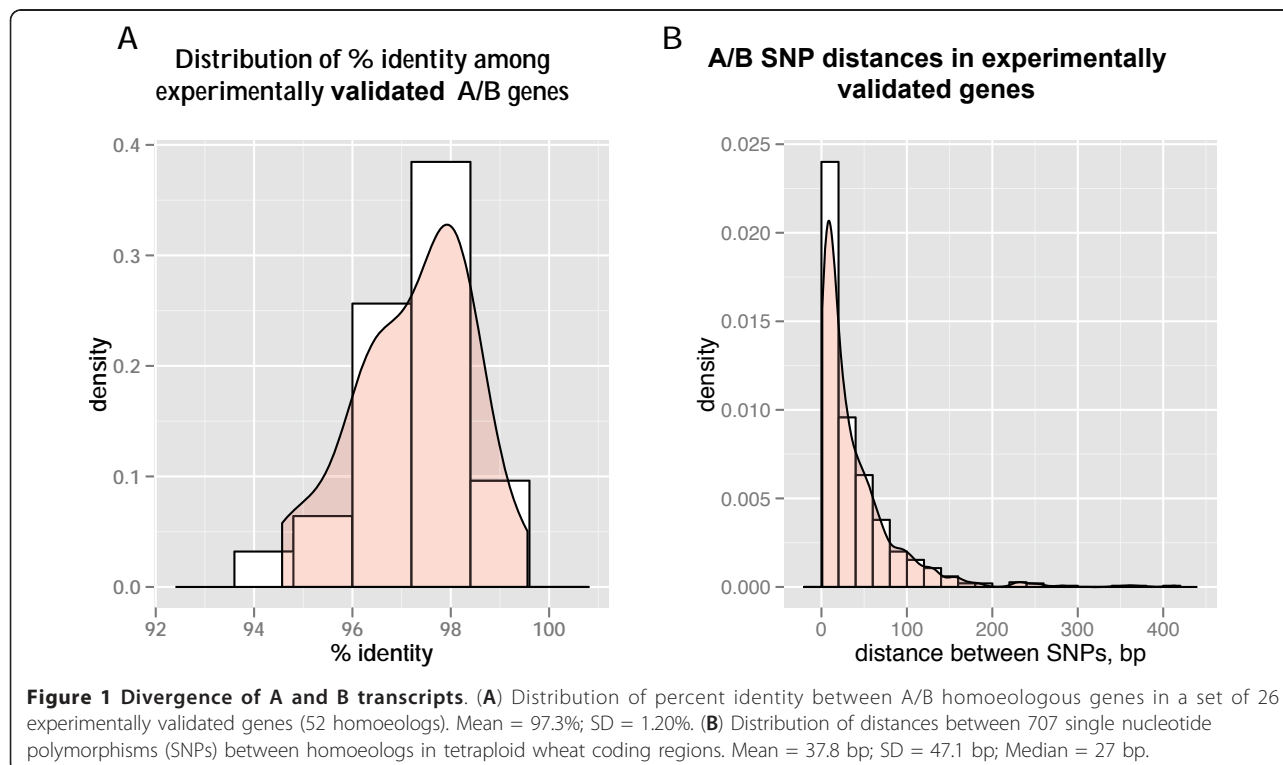 A
Distribution of % identity among
experimentally validated A/B genes
0.4
0.3
0.2
0.1
0.0
density
92 94 96 98 100
% identity
B
A/B SNP distances in experimentally
validated genes
0.025
0.020
0.015
0.010
0.005
0.000
density
0 100 200 300 400
distance between SNPs, bp
Figure 1 Divergence of A and B transcripts. (A) Distribution of percent identity between A/B homoeologous genes in a set of 26
experimentally validated genes (52 homoeologs). Mean = 97.3%; SD = 1.20%. (B) Distribution of distances between 707 single nucleotide
polymorphisms (SNPs) between homoeologs in tetraploid wheat coding regions. Mean = 37.8 bp; SD = 47.1 bp; Median = 27 bp.